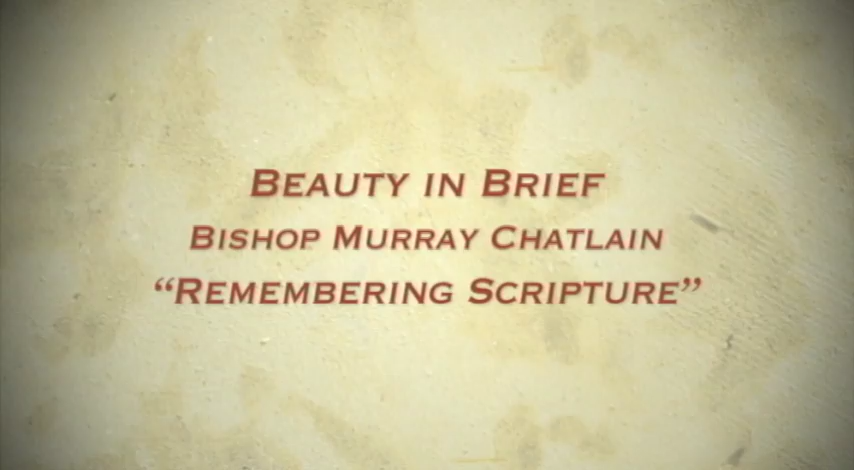 Beauty in Brief
Bishop Murray Chatlain
“Remembering Scripture”